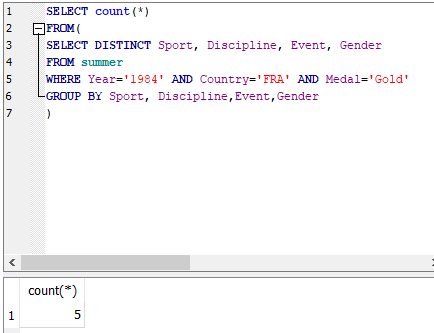 1 SELECT count(*)
2 FROM(
3 SELECT DISTINCT Sport, Discipline, Event, Gender
4 FROM summer
5 WHERE Year='1984' AND Country='FRA' AND Medal='Gold'
6 GROUP BY Sport, Discipline,Event,Gender
7 )
count(*)
1 5